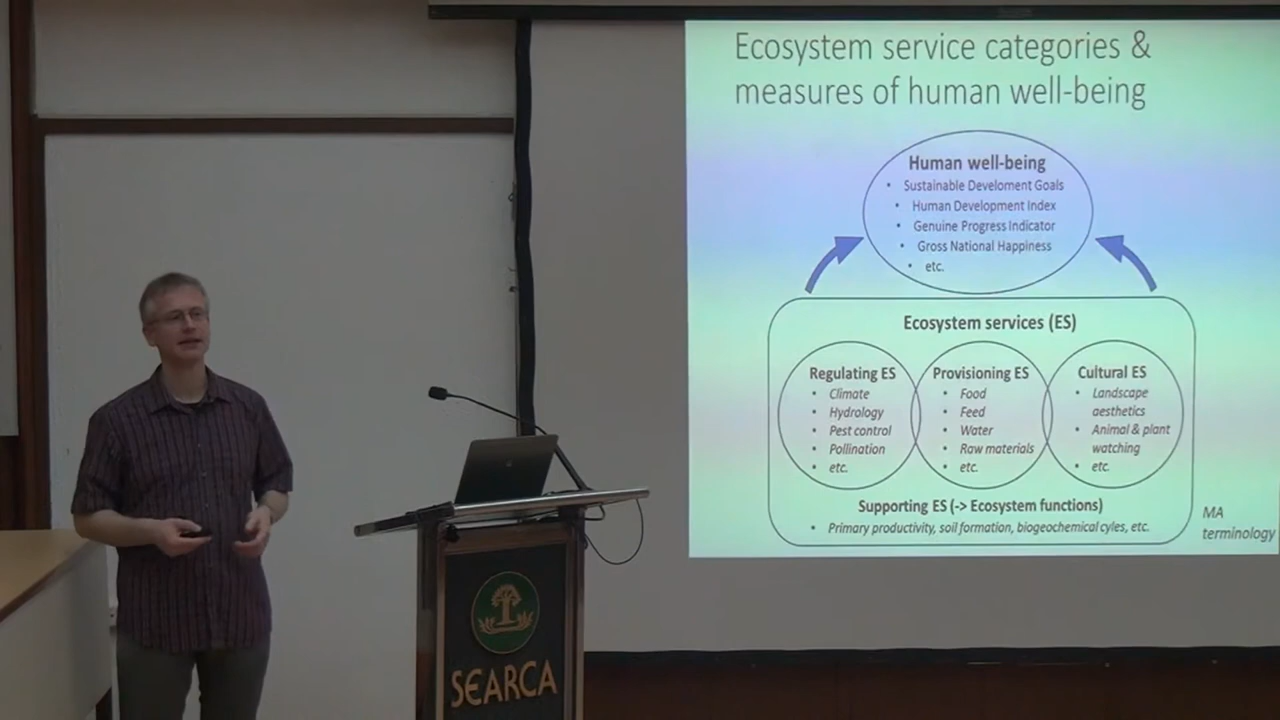 Ecosystem service categories &
measures of human well-being
Human well-being
• Sustainable Develoment Goals
• Human Development Index
• Genuine Progress Indicator
• Gross National Happiness
• etc.
Ecosystem services (ES)
Regulating ES
• Climate
• Hydrology
• Pest control
• Pollination
• etc.
Provisioning ES
• Food
• Feed
• Water
• Raw materials
• etc.
Cultural ES
• Landscape
aesthetics
• Animal & plant
watching
• etc.
Supporting ES (-> Ecosystem functions)
• Primary productivity, soil formation, biogeochemical cyles, etc.
MA
terminology
SEARCA